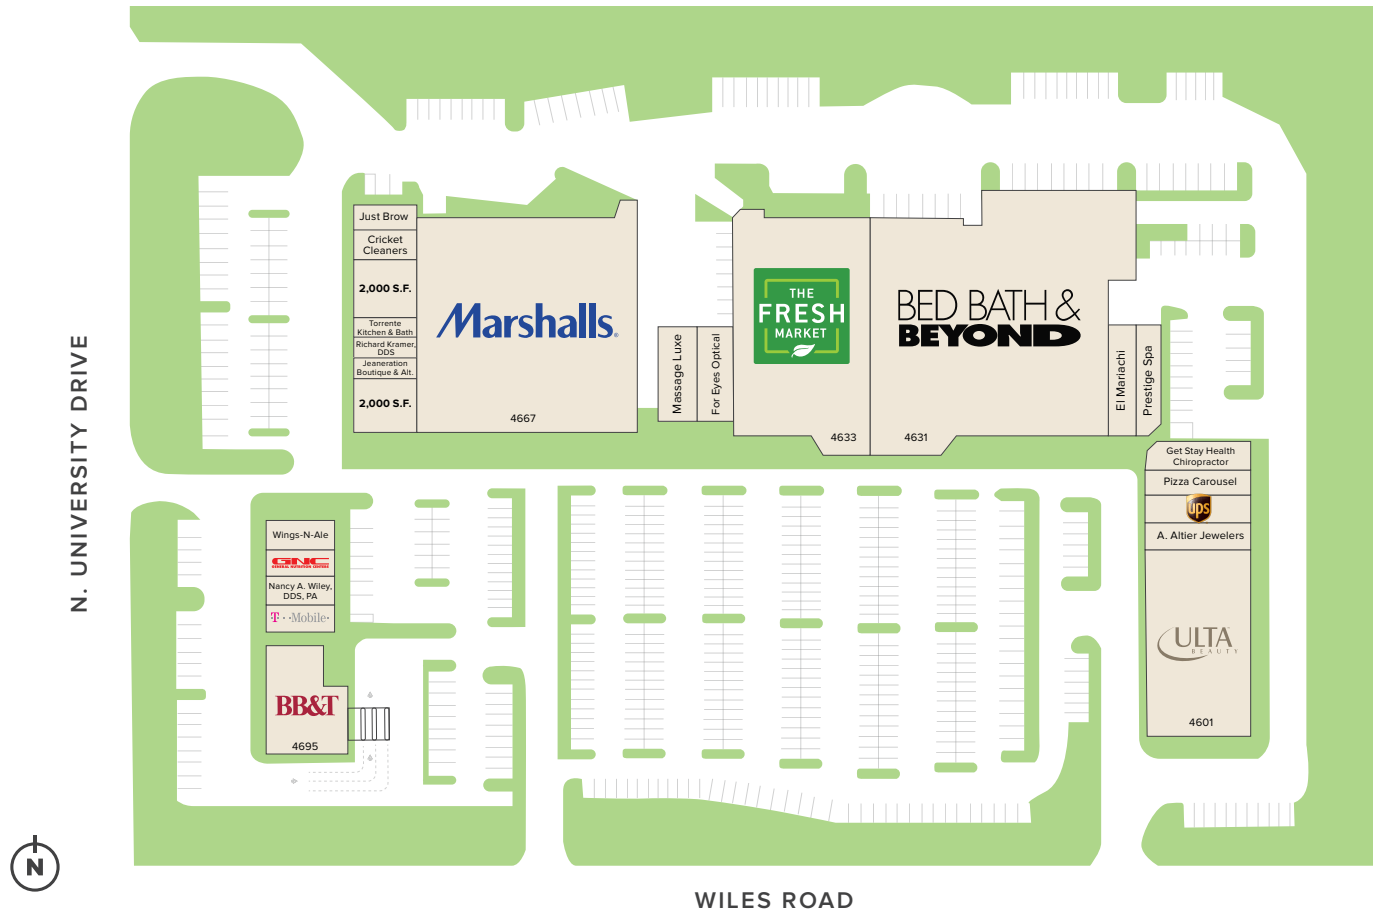 Just Brow
Cricket
Cleaners
2,000 S.F.
Torrente
Kitchen & Bath
Richard Kramer,
DDS
Jeaneration
Boutique & Alt.
2,000 S.F.
Marshalls
4667
Massage Luxe
For Eyes Optical
THE
FRESH
MARKET
4633
BED BATH &
BEYOND
4631
El Mariachi
Prestige Spa
Get Stay Health
Chiropractor
Pizza Carousel
ups
A. Altier Jewelers
ULTA
BEAUTY
4601
Wings-N-Ale
GNC
GENERAL NUTRITION CENTERS
Nancy A. Wiley,
DDS, PA
T··Mobile·
BB&T
4695
N. UNIVERSITY DRIVE
N
WILES ROAD